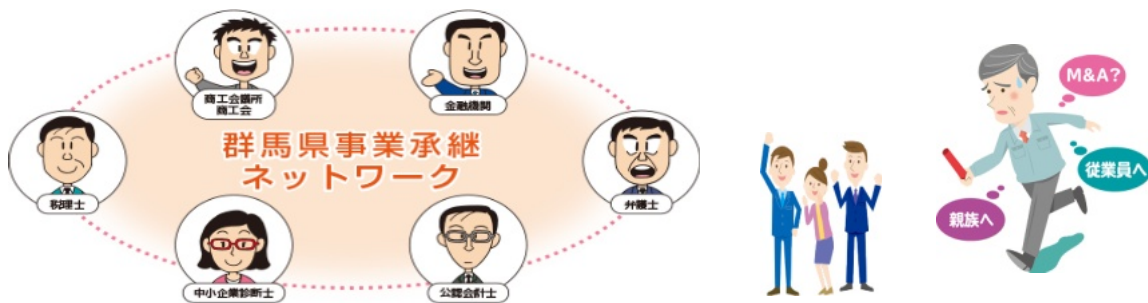 商工会議所
商工会
金融機関
群馬県事業承継
ネットワーク
税理士
弁護士
中小企業診断士
公認会計士
M&A?
従業員へ
親族へ